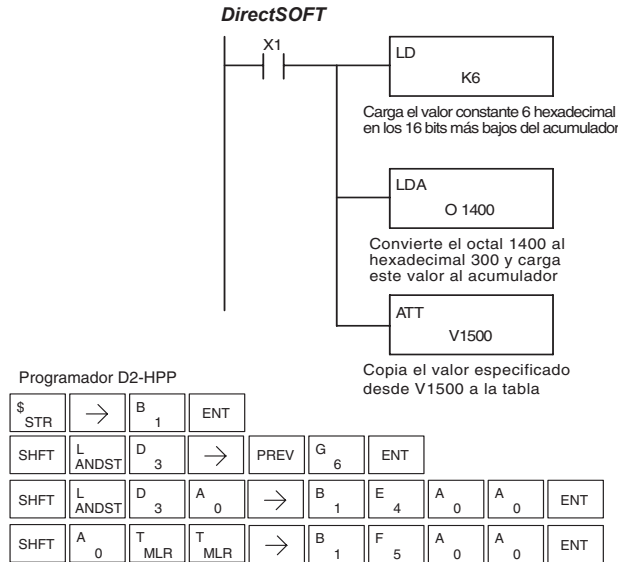 DirectSOFT
X1
LD
K6
Carga el valor constante 6 hexadecimal
en los 16 bits más bajos del acumulador
LDA
O 1400
Convierte el octal 1400 al
hexadecimal 300 y carga
este valor al acumulador
ATT
V1500
Copia el valor especificado
desde V1500 a la tabla
Programador D2-HPP
$ STR → B 1 ENT
SHFT L ANDST D 3 → PREV G 6 ENT
SHFT L ANDST D 3 A 0 → B 1 E 4 A 0 A 0 ENT
SHFT A 0 T MLR T MLR → B 1 F 5 A 0 A 0 ENT